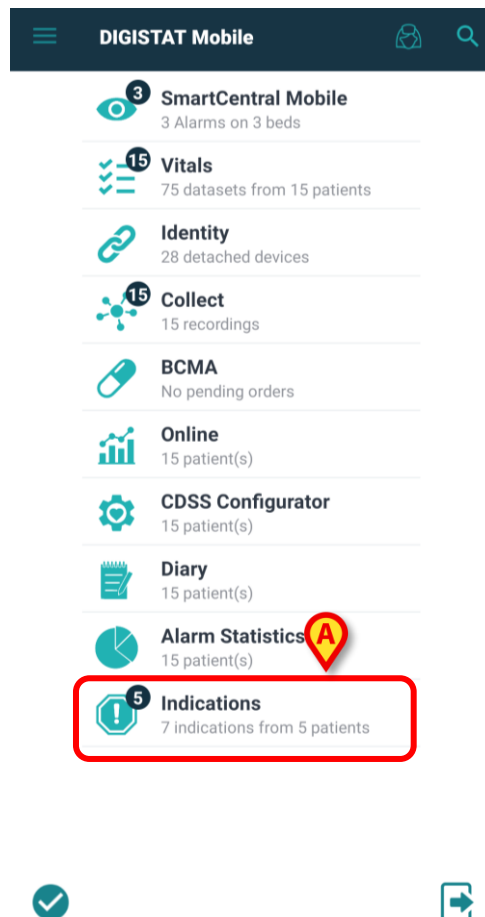 DIGISTAT Mobile
3
SmartCentral Mobile
3 Alarms on 3 beds
15
Vitals
75 datasets from 15 patients
Identity
28 detached devices
15
Collect
15 recordings
BCMA
No pending orders
Online
15 patient(s)
CDSS Configurator
15 patient(s)
Diary
15 patient(s)
Alarm Statistics
A
15 patient(s)
5
Indications
7 indications from 5 patients